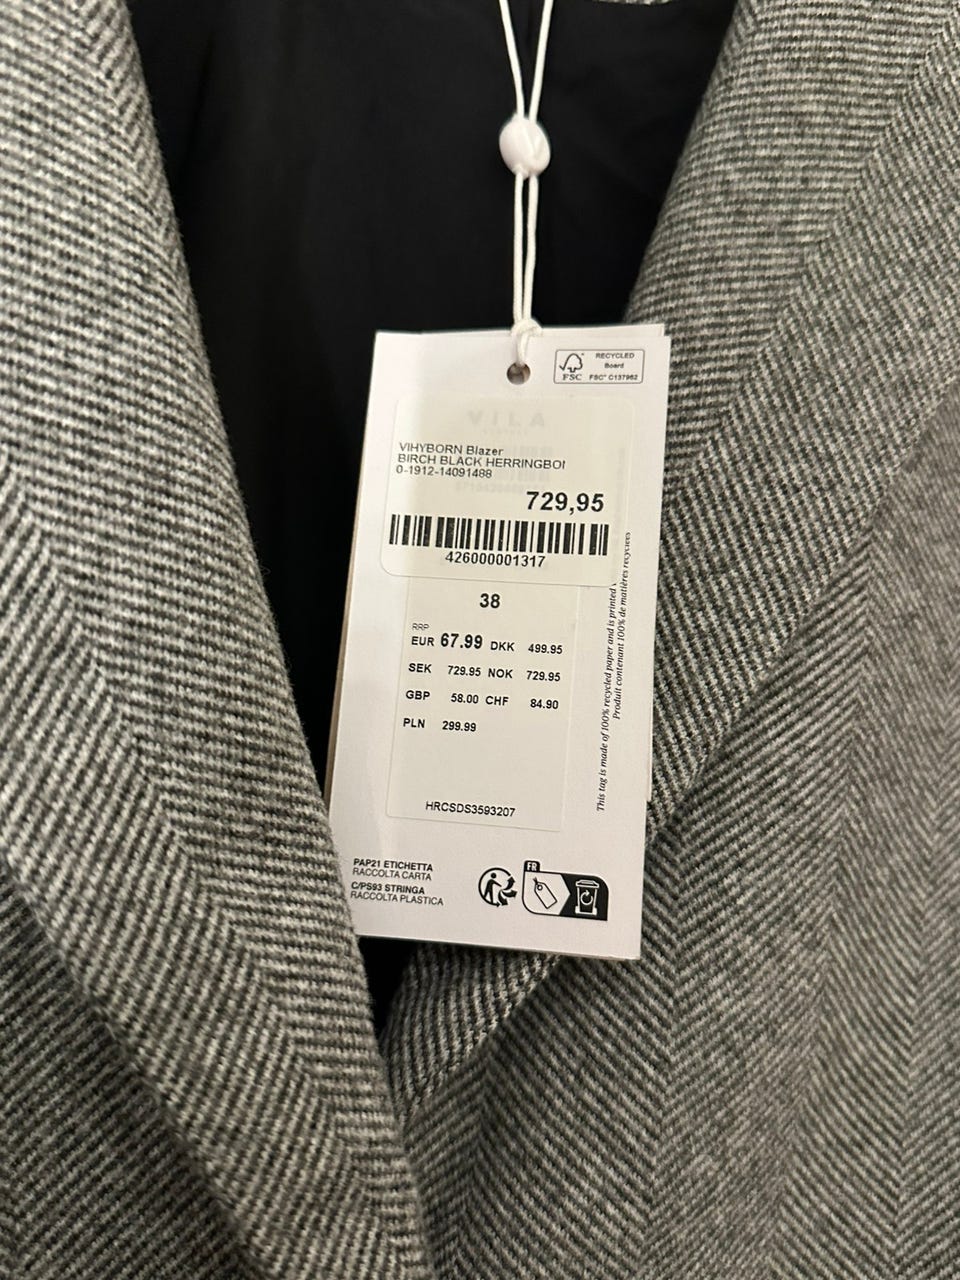 RECYCLED
Board
FSC FSC® C137982
VILA
VIHYBORN Blazer
BIRCH BLACK HERRINGBOI
0-1912-14091488
729,95
426000001317
38
RRP
EUR 67.99 DKK 499.95
SEK 729.95 NOK 729.95
GBP 58.00 CHF 84.90
PLN 299.99
HRCSDS3593207
This tag is made of 100% recycled paper and is printed
Produit contenant 100% de matières recyclées
PAP21 ETICHETTA
RACCOLTA CARTA
C/PS93 STRINGA
RACCOLTA PLASTICA
FR